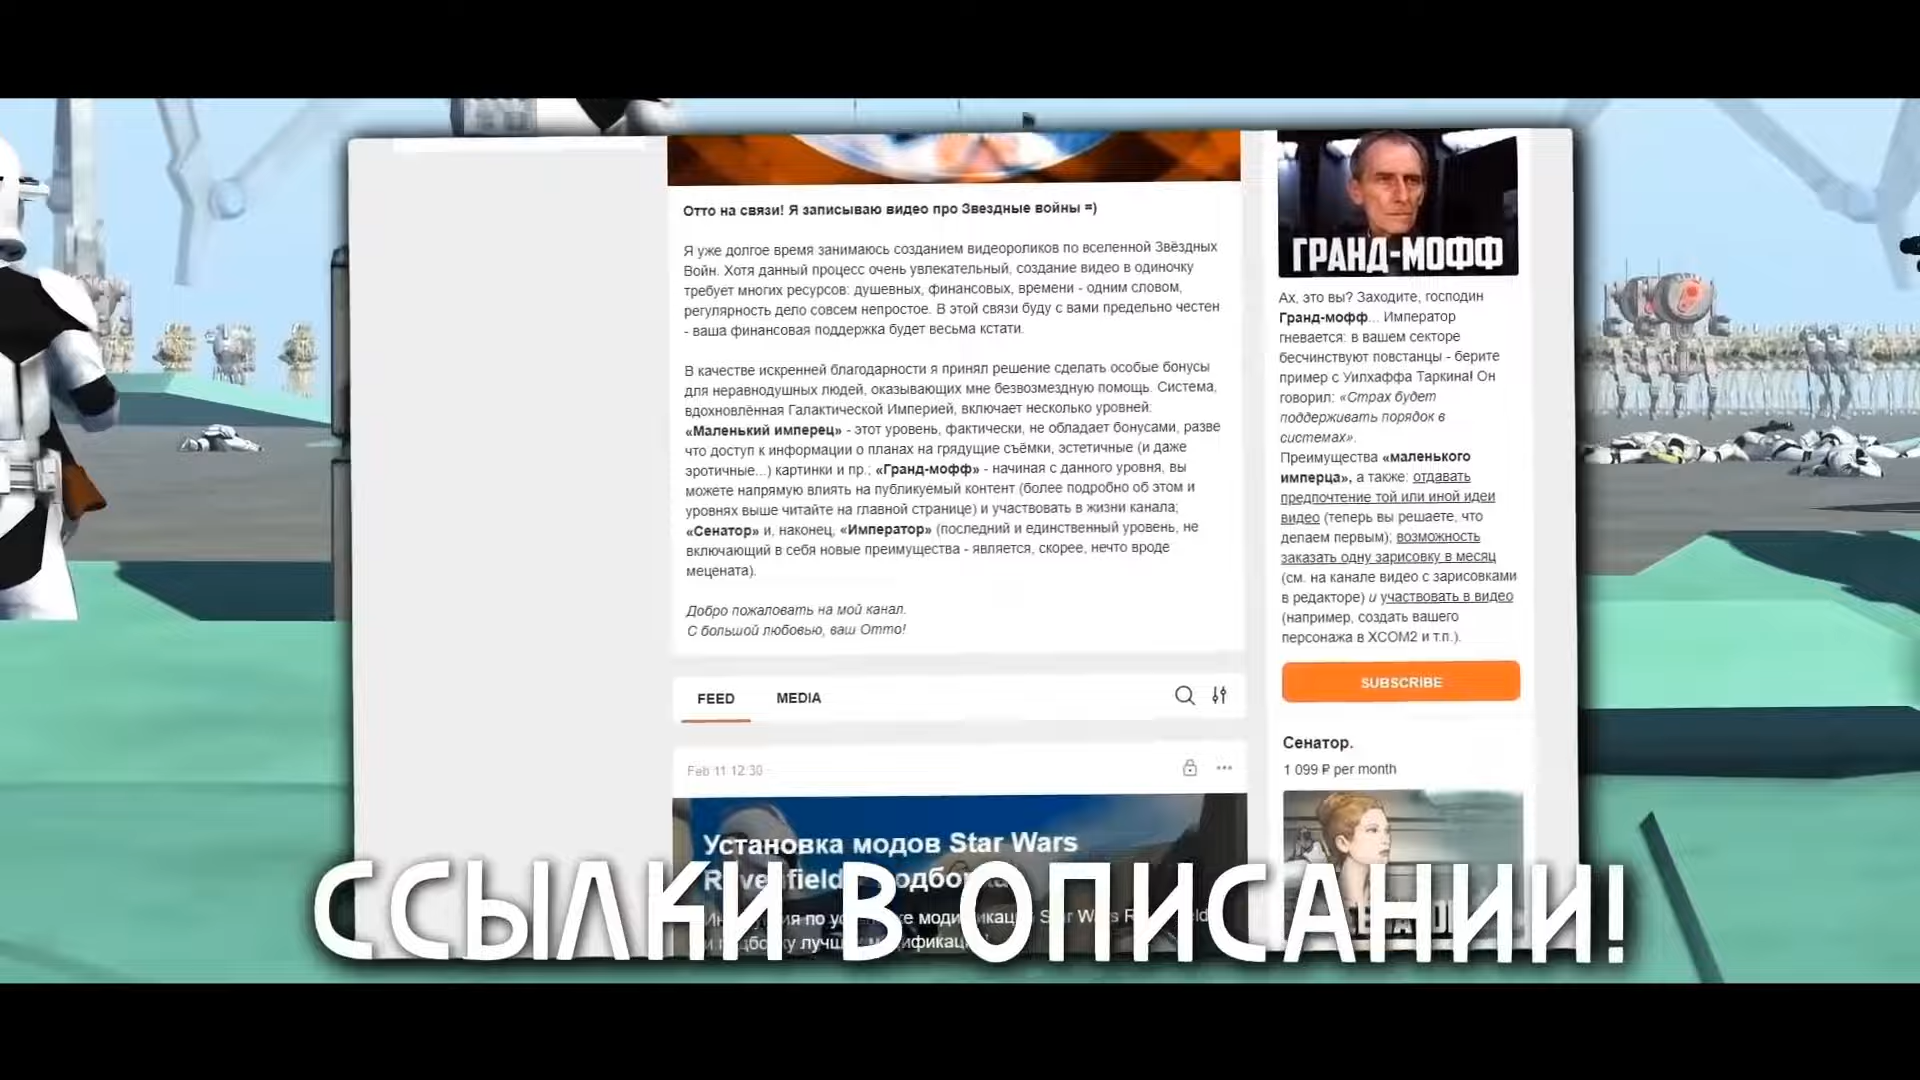 Отто на связи! Я записываю видео про Звездные войны =)
Я уже долгое время занимаюсь созданием видеороликов по вселенной Звёздных
Войн. Хотя данный процесс очень увлекательный, создание видео в одиночку
требует многих ресурсов: душевных, финансовых, времени - одним словом,
регулярность дело совсем непростое. В этой связи буду с вами предельно честен
- ваша финансовая поддержка будет весьма кстати.
В качестве искренней благодарности я принял решение сделать особые бонусы
для неравнодушных людей, оказывающих мне безвозмездную помощь. Система,
вдохновлённая Галактической Империей, включает несколько уровней:
«Маленький имперец» - этот уровень, фактически, не обладает бонусами, разве
что доступ к информации о планах на грядущие съёмки, эстетичные (и даже
эротичные...) картинки и пр.; «Гранд-мофф» - начиная с данного уровня, вы
можете напрямую влиять на публикуемый контент (более подробно об этом и
уровнях выше читайте на главной странице) и участвовать в жизни канала;
«Сенатор» и, наконец, «Император» (последний и единственный уровень, не
включающий в себя новые преимущества - является, скорее, нечто вроде
мецената).
Добро пожаловать на мой канал.
С большой любовью, ваш Отто!
FEED MEDIA
Feb 11 12:30
Установка модов Star Wars
ГРАНД-МОФФ
Ах, это вы? Заходите, господин
Гранд-мофф... Император
гневается: в вашем секторе
бесчинствуют повстанцы - берите
пример с Уилхаффа Таркина! Он
говорил: «Страх будет
поддерживать порядок в
системах».
Преимущества «маленького
имперца», а также: отдавать
предпочтение той или иной идеи
видео (теперь вы решаете, что
делаем первым); возможность
заказать одну зарисовку в месяц
(см. на канале видео с зарисовками
в редакторе) и участвовать в видео
(например, создать вашего
персонажа в XCOM2 и т.п.).
SUBSCRIBE
Сенатор.
1 099 ₽ per month
ССЫЛКИ В ОПИСАНИИ!